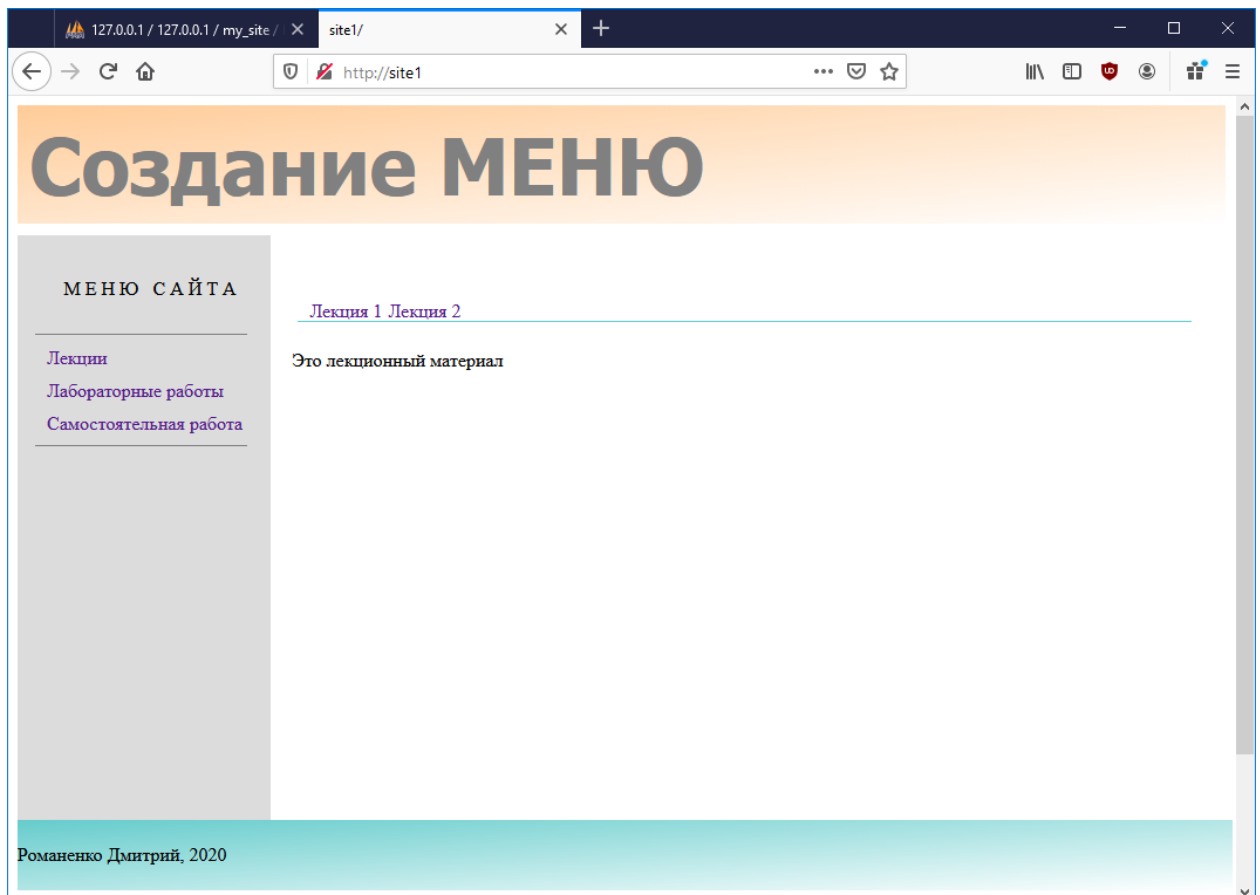 127.0.0.1 / 127.0.0.1 / my_site /
site1/
http://site1
Создание МЕНЮ
МЕНЮ САЙТА
Лекции
Лабораторные работы
Самостоятельная работа
Лекция 1 Лекция 2
Это лекционный материал
Романенко Дмитрий, 2020